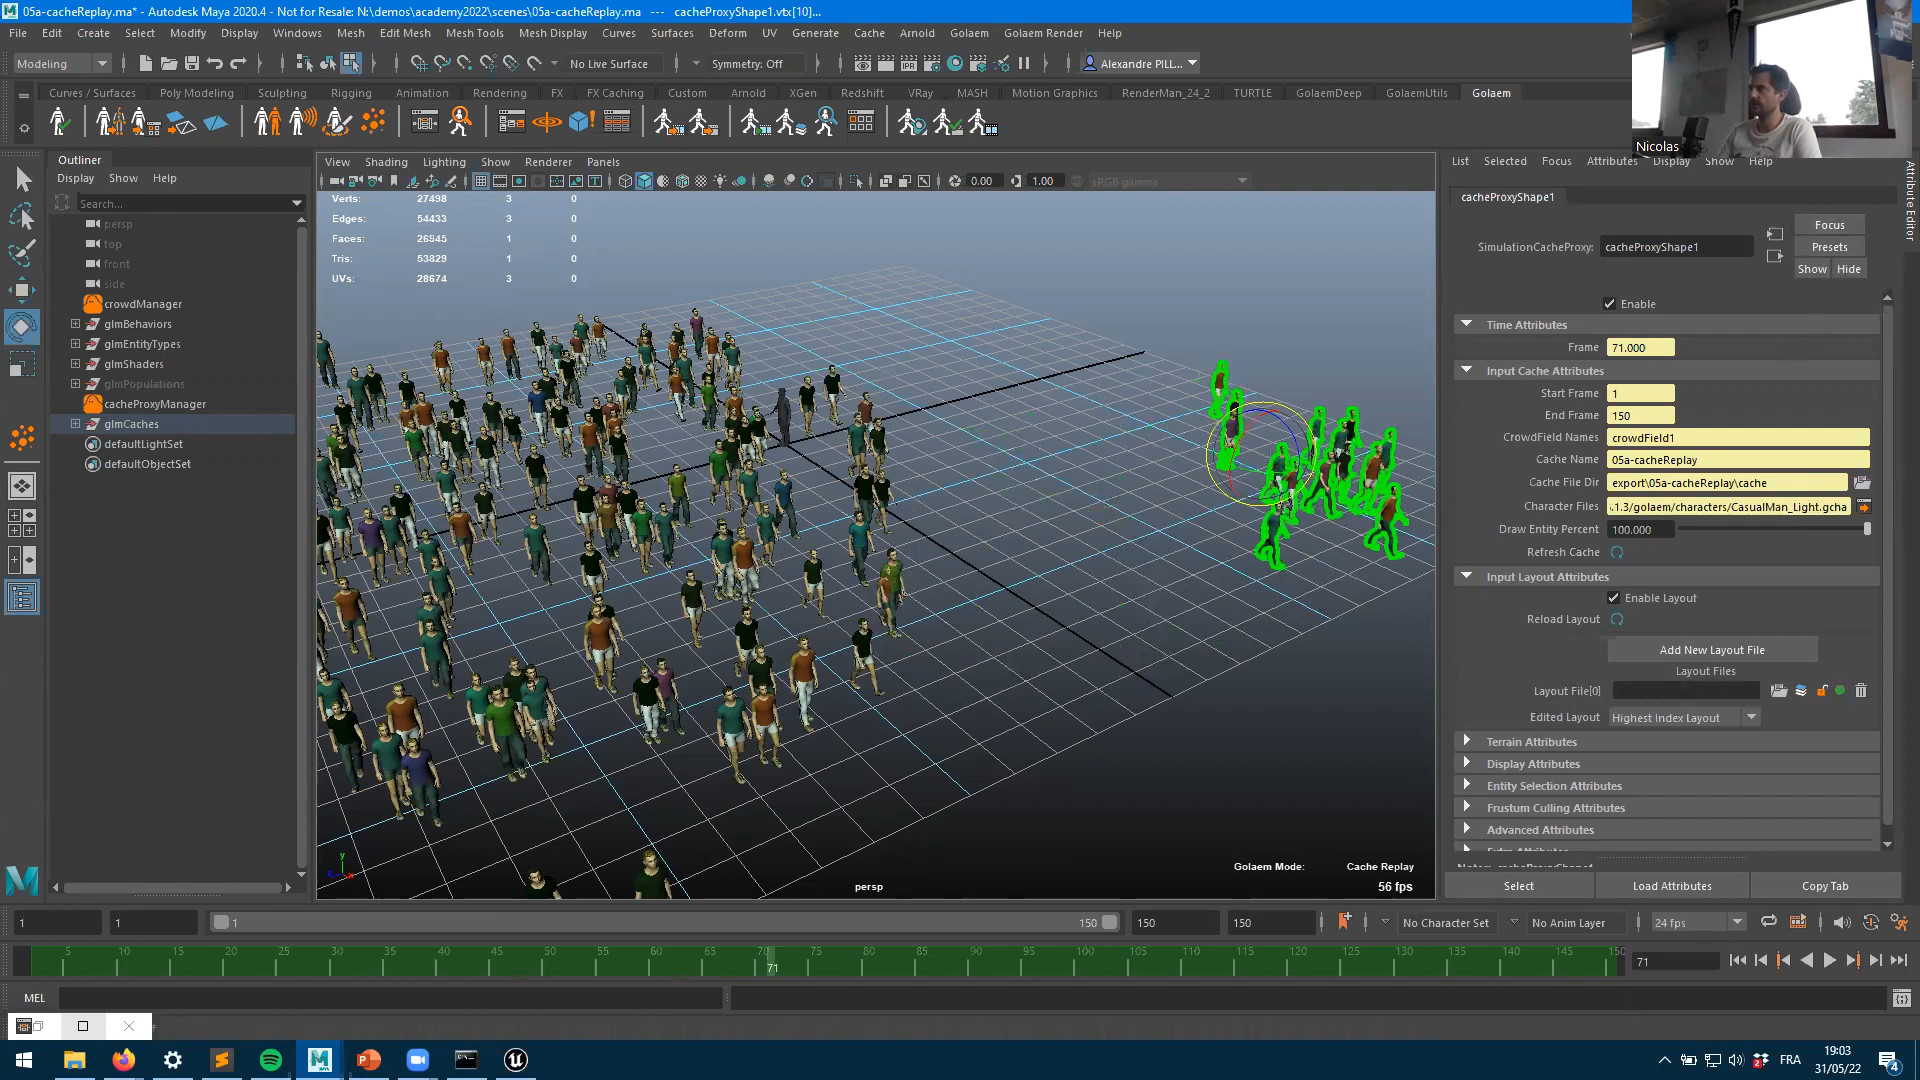 05a-cacheReplay.ma* - Autodesk Maya 2020.4 - Not for Resale: N:\demos\academy2022\scenes\05a-cacheReplay.ma --- cacheProxyShape1.vtx[10]...
File Edit Create Select Modify Display Windows Mesh Edit Mesh Mesh Tools Mesh Display Curves Surfaces Deform UV Generate Cache Arnold Golaem Golaem Render Help
Modeling No Live Surface Symmetry: Off Alexandre PILL...
Curves / Surfaces Poly Modeling Sculpting Rigging Animation Rendering FX FX Caching Custom Arnold XGen Redshift VRay MASH Motion Graphics RenderMan_24_2 TURTLE GolaemDeep GolaemUtils Golaem
Nicolas
Outliner
Display Show Help
Search...
persp
top
front
side
crowdManager
glmBehaviors
glmEntityTypes
glmShaders
glmPopulations
cacheProxyManager
glmCaches
defaultLightSet
defaultObjectSet
View Shading Lighting Show Renderer Panels
0.00 1.00 sRGB gamma
Verts: 27498 3 0
Edges: 54433 3 0
Faces: 26945 1 0
Tris: 53829 1 0
UVs: 28674 3 0
y
Golaem Mode: Cache Replay
persp
56 fps
List Selected Focus Attributes Display Show Help
Attribute Editor
cacheProxyShape1
SimulationCacheProxy: cacheProxyShape1
Focus
Presets
Show Hide
Enable
Time Attributes
Frame 71.000
Input Cache Attributes
Start Frame 1
End Frame 150
CrowdField Names crowdField1
Cache Name 05a-cacheReplay
Cache File Dir export\05a-cacheReplay\cache
Character Files .1.3/golaem/characters/CasualMan_Light.gcha
Draw Entity Percent 100.000
Refresh Cache
Input Layout Attributes
Enable Layout
Reload Layout
Add New Layout File
Layout Files
Layout File[0]
Edited Layout Highest Index Layout
Terrain Attributes
Display Attributes
Entity Selection Attributes
Frustum Culling Attributes
Advanced Attributes
Select Load Attributes Copy Tab
1 1 1 150 150 150 No Character Set No Anim Layer 24 fps
5 10 15 20 25 30 35 40 45 50 55 60 65 70 75 80 85 90 95 100 105 110 115 120 125 130 135 140 145 150
71 71
MEL
FRA
19:03
31/05/22
4